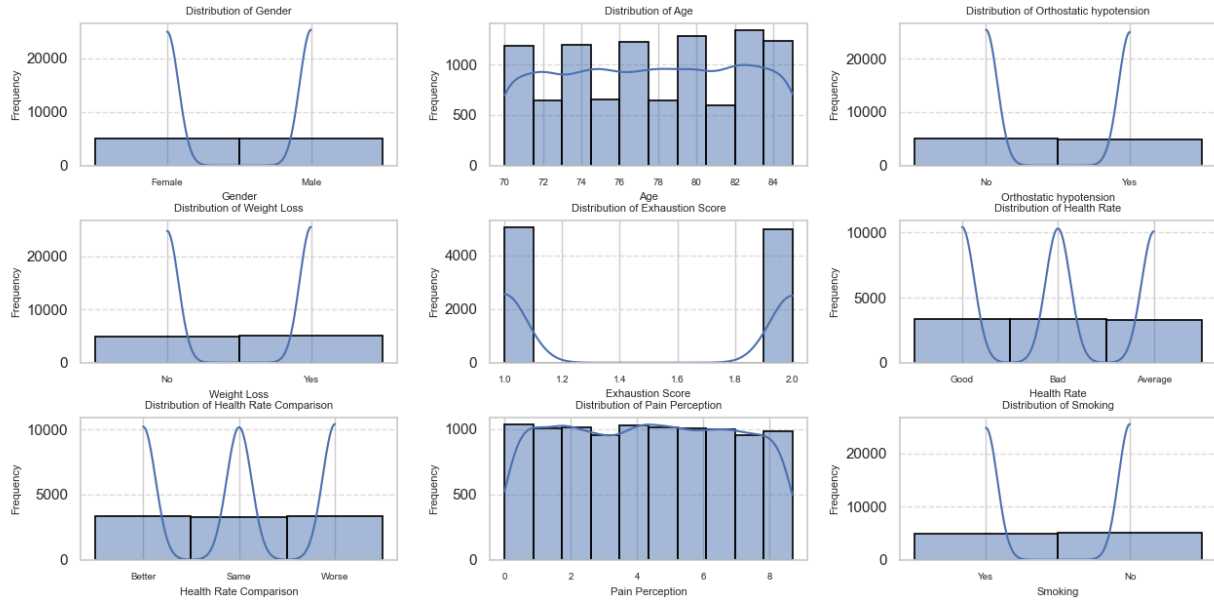 Distribution of Gender
Frequency
20000
10000
0
Female Male
Gender
Distribution of Age
Frequency
1000
500
0
70 72 74 76 78 80 82 84
Age
Distribution of Orthostatic hypotension
Frequency
20000
10000
0
No Yes
Orthostatic hypotension
Distribution of Weight Loss
Frequency
20000
10000
0
No Yes
Weight Loss
Distribution of Exhaustion Score
Frequency
4000
2000
0
1.0 1.2 1.4 1.6 1.8 2.0
Exhaustion Score
Distribution of Health Rate
Frequency
10000
5000
0
Good Bad Average
Health Rate
Distribution of Health Rate Comparison
Frequency
10000
5000
0
Better Same Worse
Health Rate Comparison
Distribution of Pain Perception
Frequency
1000
500
0
0 2 4 6 8
Pain Perception
Distribution of Smoking
Frequency
20000
10000
0
Yes No
Smoking